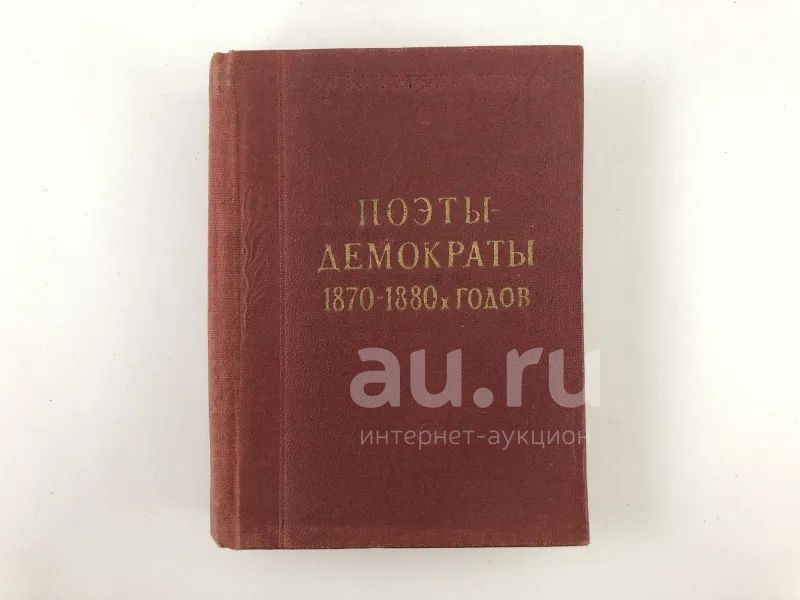 ПОЭТЫ-
ДЕМОКРАТЫ
1870-1880х ГОДОВ
au.ru
интернет-аукцион